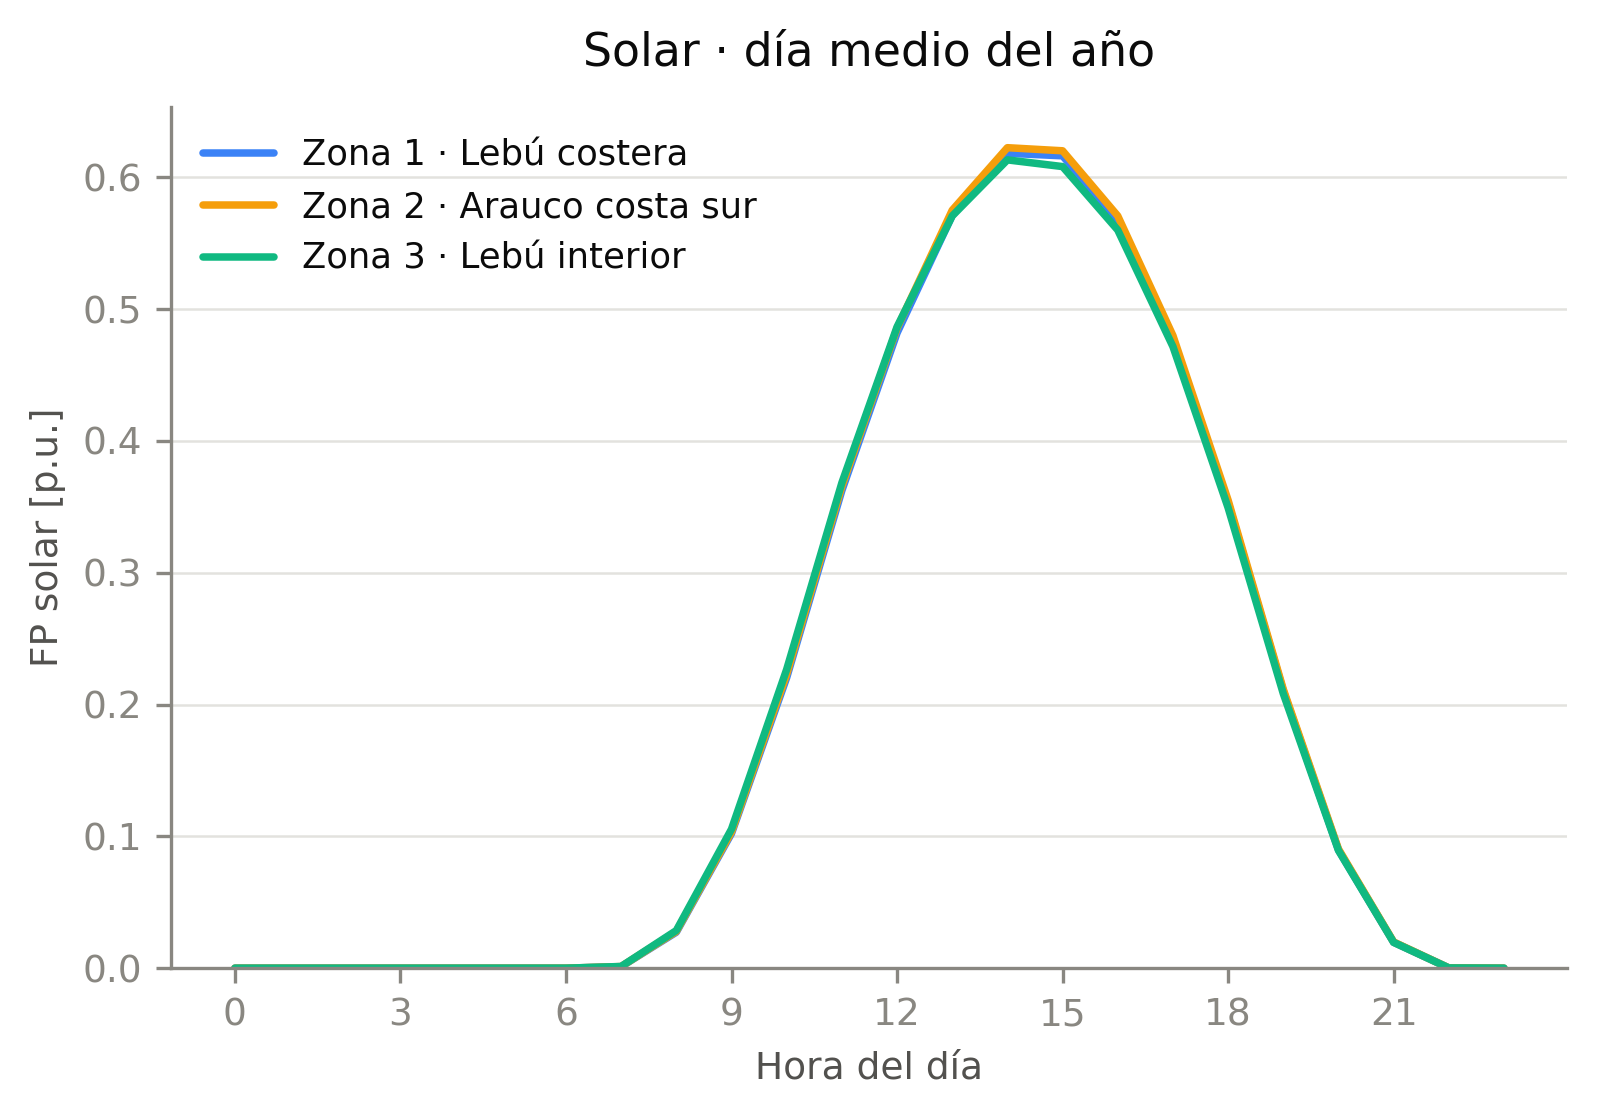 Solar · día medio del año
Zona 1 · Lebú costera
Zona 2 · Arauco costa sur
Zona 3 · Lebú interior
FP solar [p.u.]
0.6
0.5
0.4
0.3
0.2
0.1
0.0
0 3 6 9 12 15 18 21
Hora del día